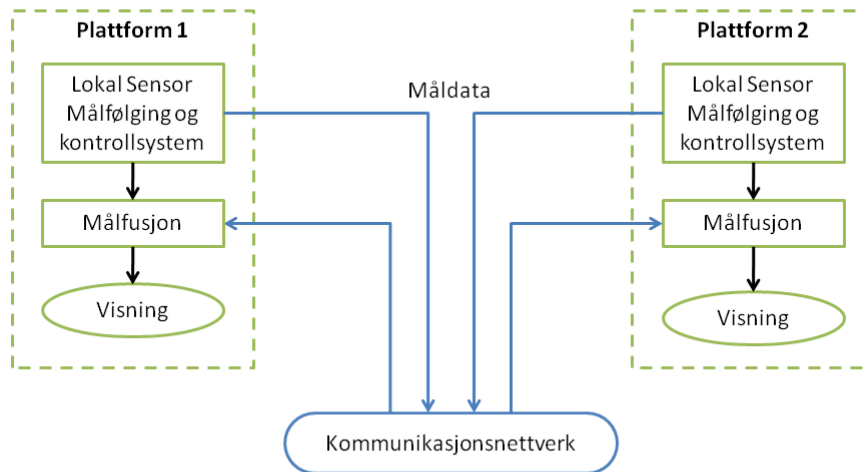 Plattform 1
Lokal Sensor
Målfølging og
kontrollsystem
Målfusjon
Visning
Måldata
Plattform 2
Lokal Sensor
Målfølging og
kontrollsystem
Målfusjon
Visning
Kommunikasjonsnettverk